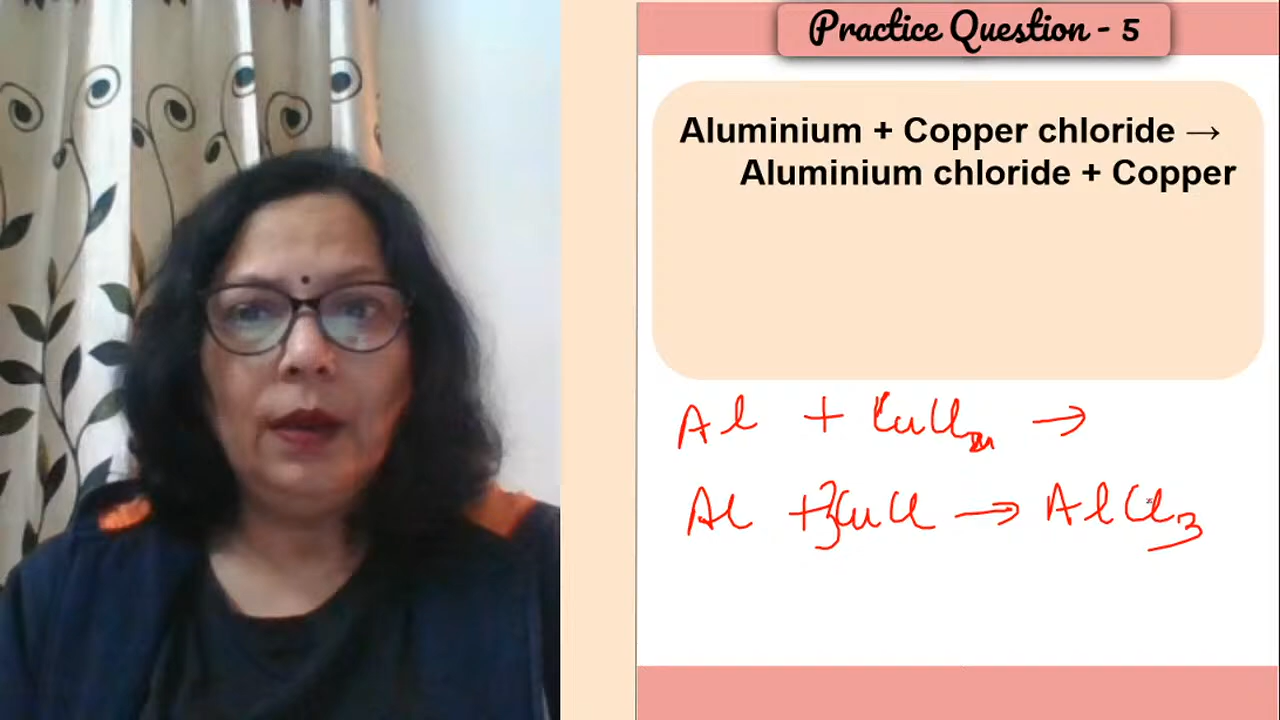 Practice Question - 5
Aluminium + Copper chloride →
Aluminium chloride + Copper
Al + CuCl →
Al +3CuCl → AlCl3